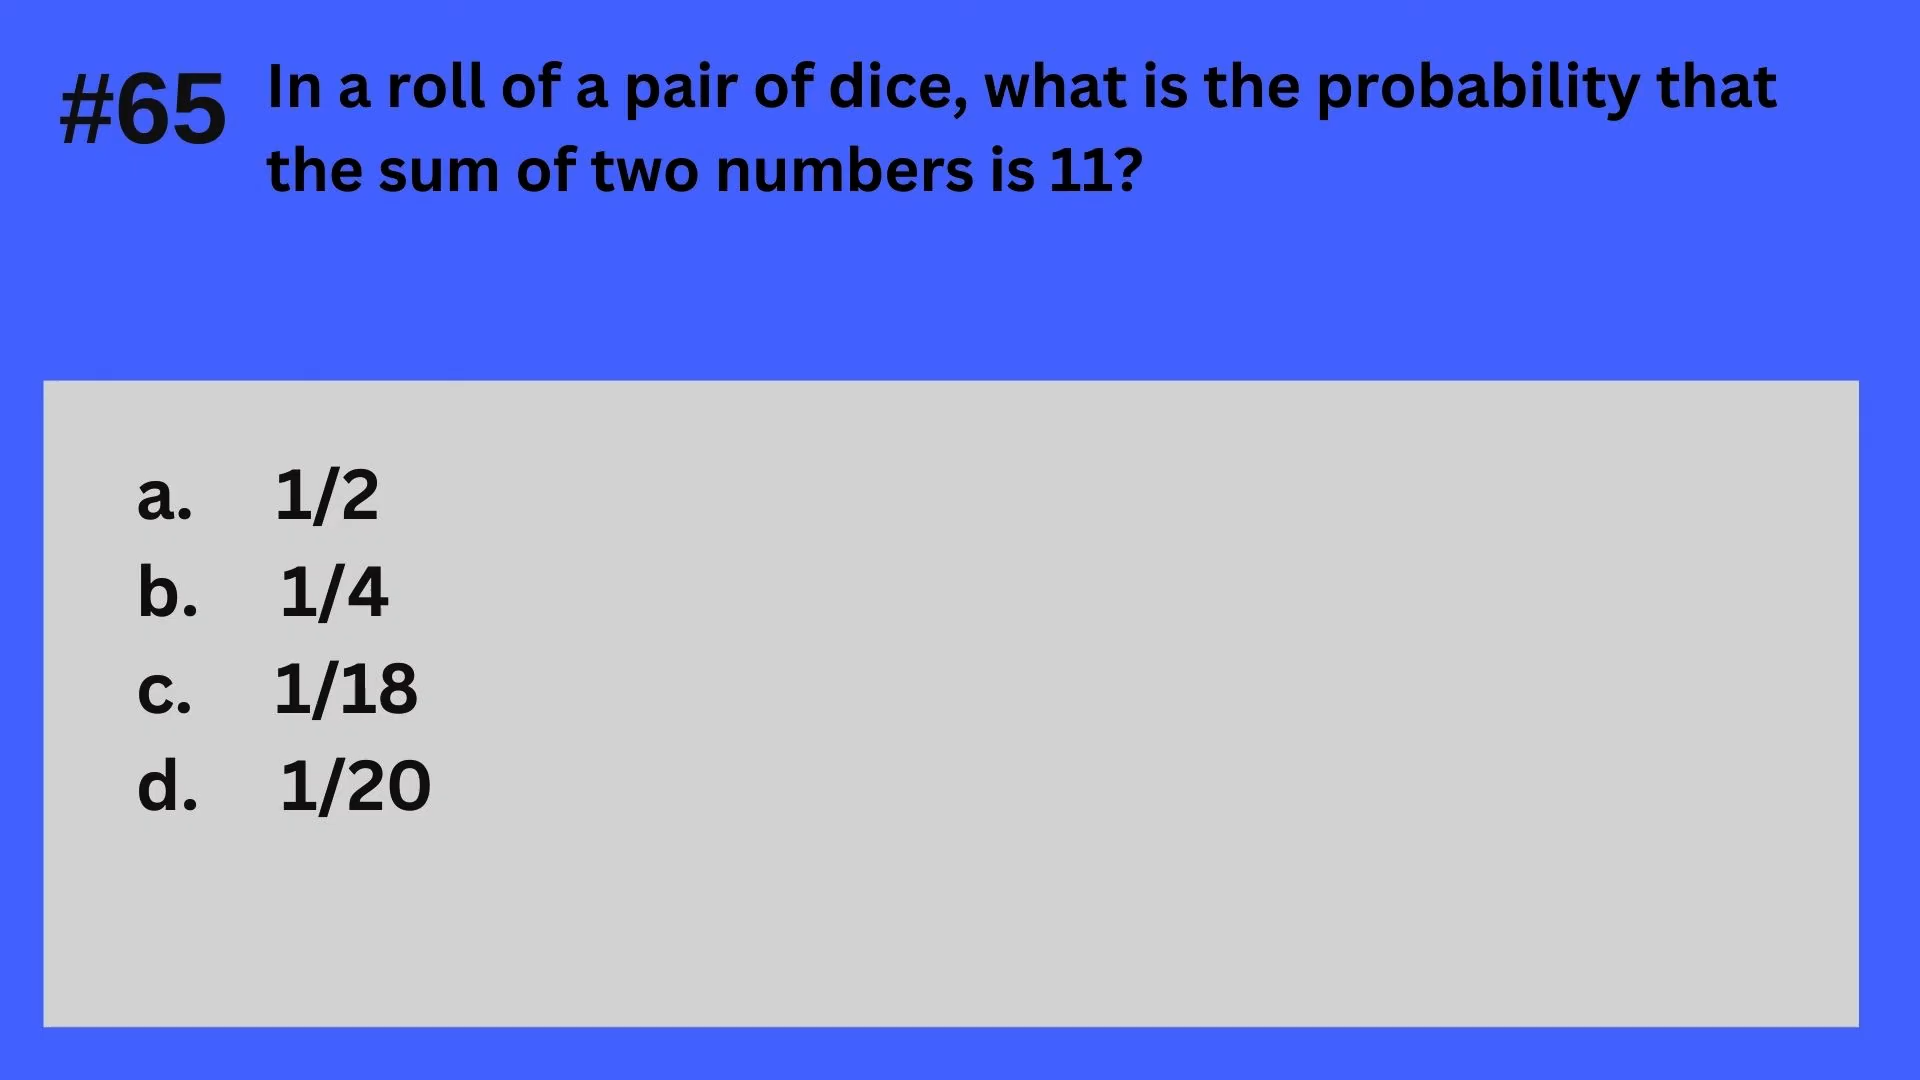 #65 In a roll of a pair of dice, what is the probability that
the sum of two numbers is 11?
a. 1/2
b. 1/4
c. 1/18
d. 1/20